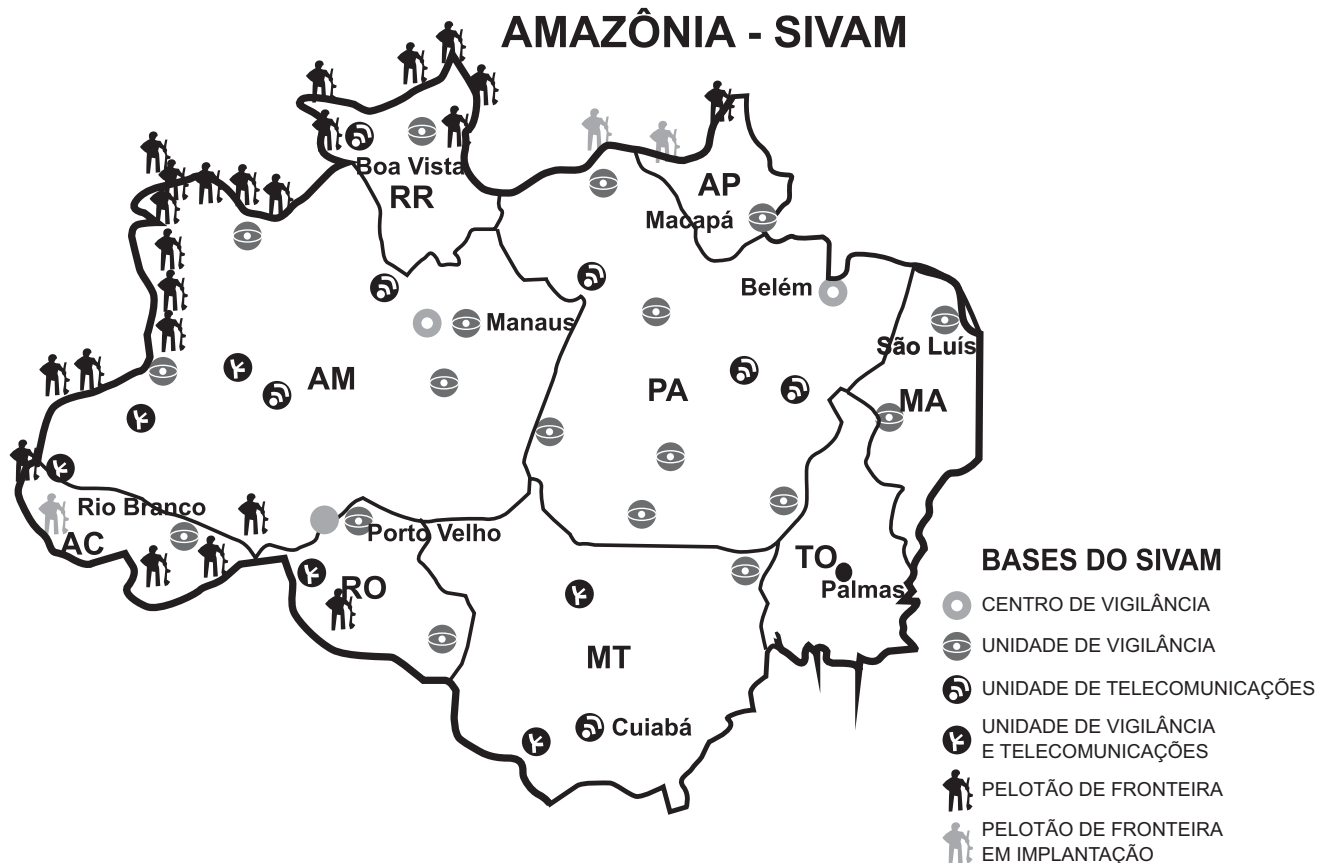 AMAZÔNIA - SIVAM
Boa Vista
RR
AP
Macapá
Belém
Manaus
São Luís
AM
PA
MA
Rio Branco
AC
Porto Velho
RO
TO
Palmas
MT
Cuiabá
BASES DO SIVAM
CENTRO DE VIGILÂNCIA
UNIDADE DE VIGILÂNCIA
UNIDADE DE TELECOMUNICAÇÕES
UNIDADE DE VIGILÂNCIA
E TELECOMUNICAÇÕES
PELOTÃO DE FRONTEIRA
PELOTÃO DE FRONTEIRA
EM IMPLANTAÇÃO